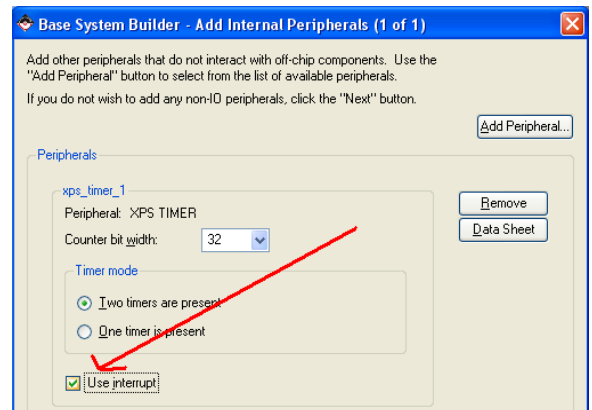 Base System Builder - Add Internal Peripherals (1 of 1)
Add other peripherals that do not interact with off-chip components. Use the
"Add Peripheral" button to select from the list of available peripherals.
If you do not wish to add any non-IO peripherals, click the "Next" button.
Add Peripheral...
Peripherals
xps_timer_1
Peripheral: XPS TIMER
Remove
Counter bit width: 32
Data Sheet
Timer mode
Two timers are present
One timer is present
Use interrupt